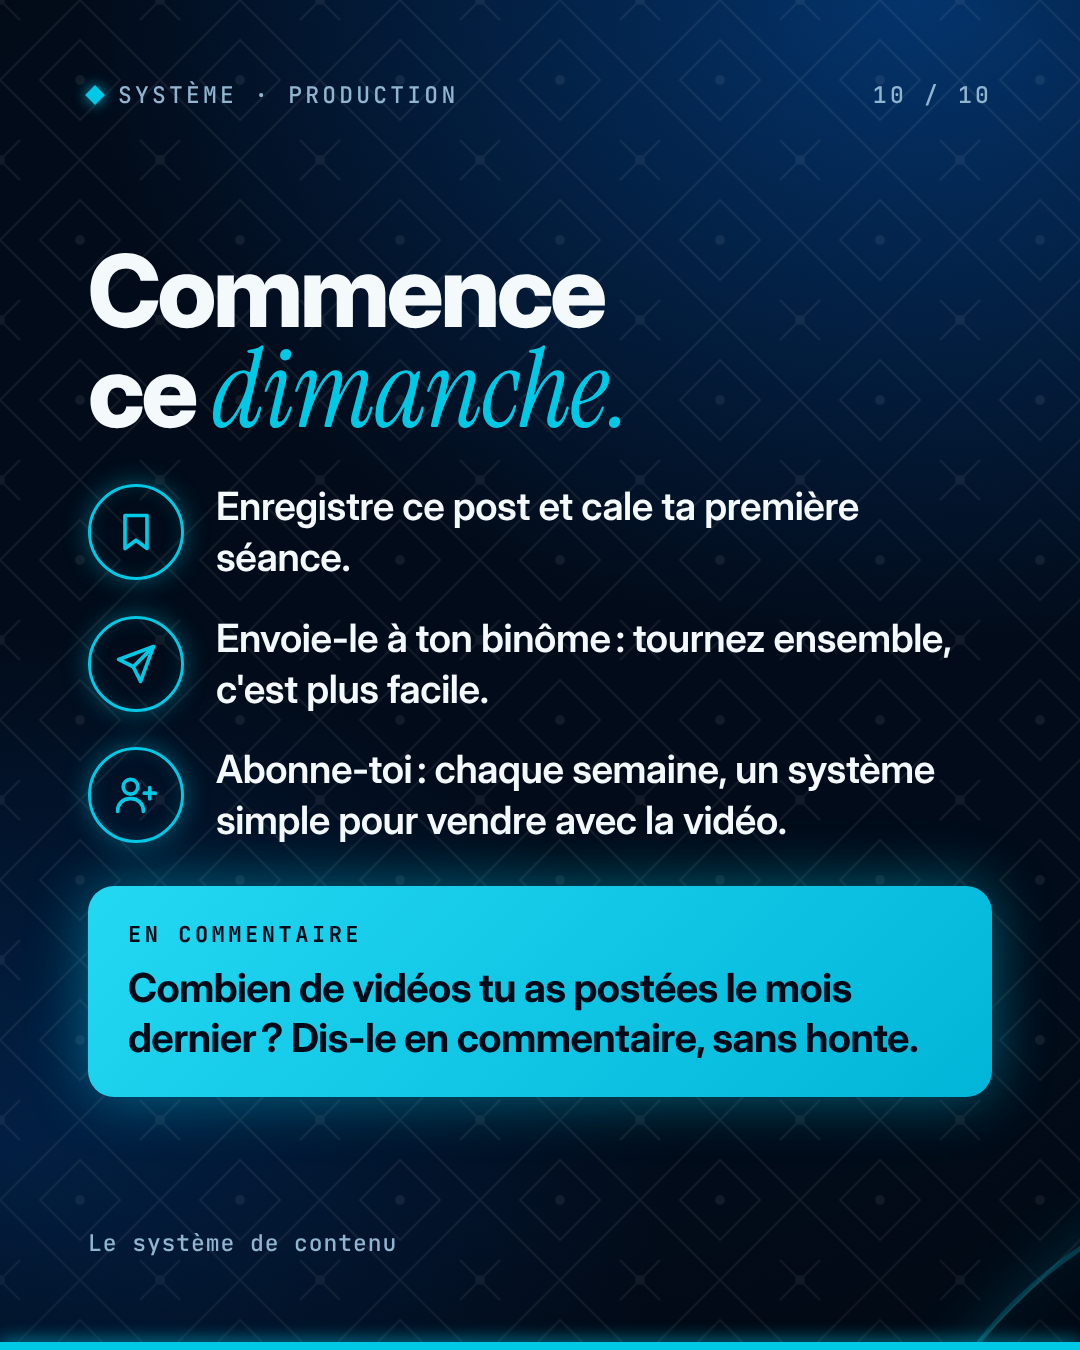 SYSTÈME · PRODUCTION
10 / 10
Commence
ce dimanche.
Enregistre ce post et cale ta première
séance.
Envoie-le à ton binôme : tournez ensemble,
c'est plus facile.
Abonne-toi : chaque semaine, un système
simple pour vendre avec la vidéo.
EN COMMENTAIRE
Combien de vidéos tu as postées le mois
dernier ? Dis-le en commentaire, sans honte.
Le système de contenu